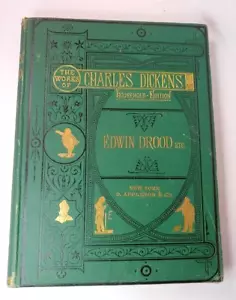 THE WORKS OF
CHARLES DICKENS
HOUSEHOLD EDITION
EDWIN DROOD ETC.
NEW YORK
D. APPLETON & CO.